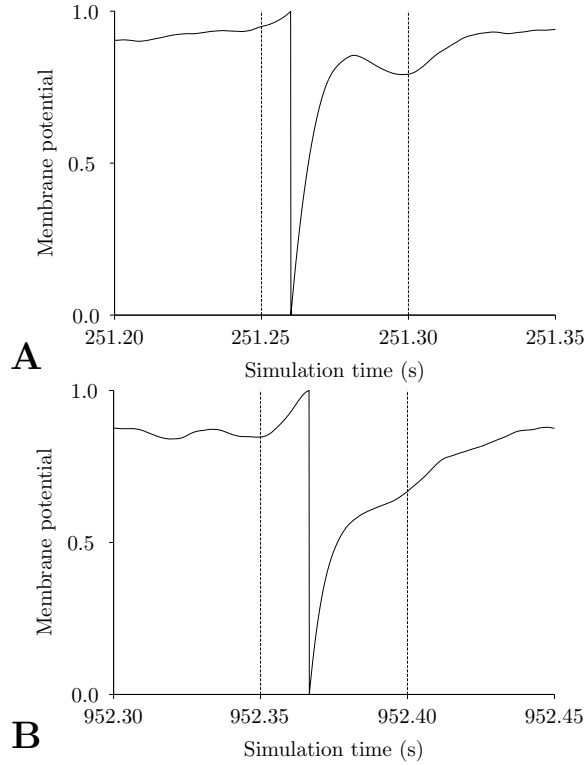 1.0
Membrane potential
0.5
0.0
251.20 251.25 251.30 251.35
A
Simulation time (s)
1.0
Membrane potential
0.5
0.0
952.30 952.35 952.40 952.45
B
Simulation time (s)